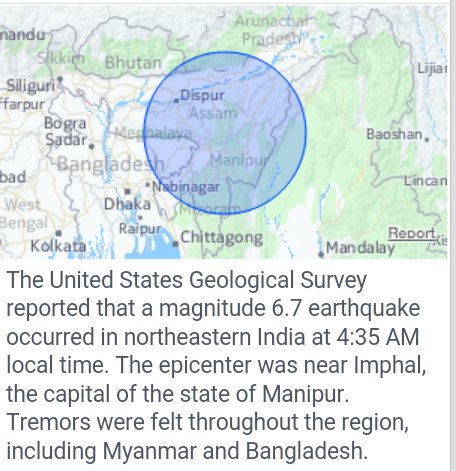 Arunachal
Pradesh
nandu
Sikkim
Bhutan
Lijian
Siliguri
ffarpur
Dispur
Assam
Bogra
Sadar
Meghalaya
Baoshan
Bangladesh
Manipur
bad
Nabinagar
Lincan
West
Bengal
Dhaka
Mizoram
Raipur
Chittagong
Report
Kis
Kolkata
Mandalay
The United States Geological Survey
reported that a magnitude 6.7 earthquake
occurred in northeastern India at 4:35 AM
local time. The epicenter was near Imphal,
the capital of the state of Manipur.
Tremors were felt throughout the region,
including Myanmar and Bangladesh.